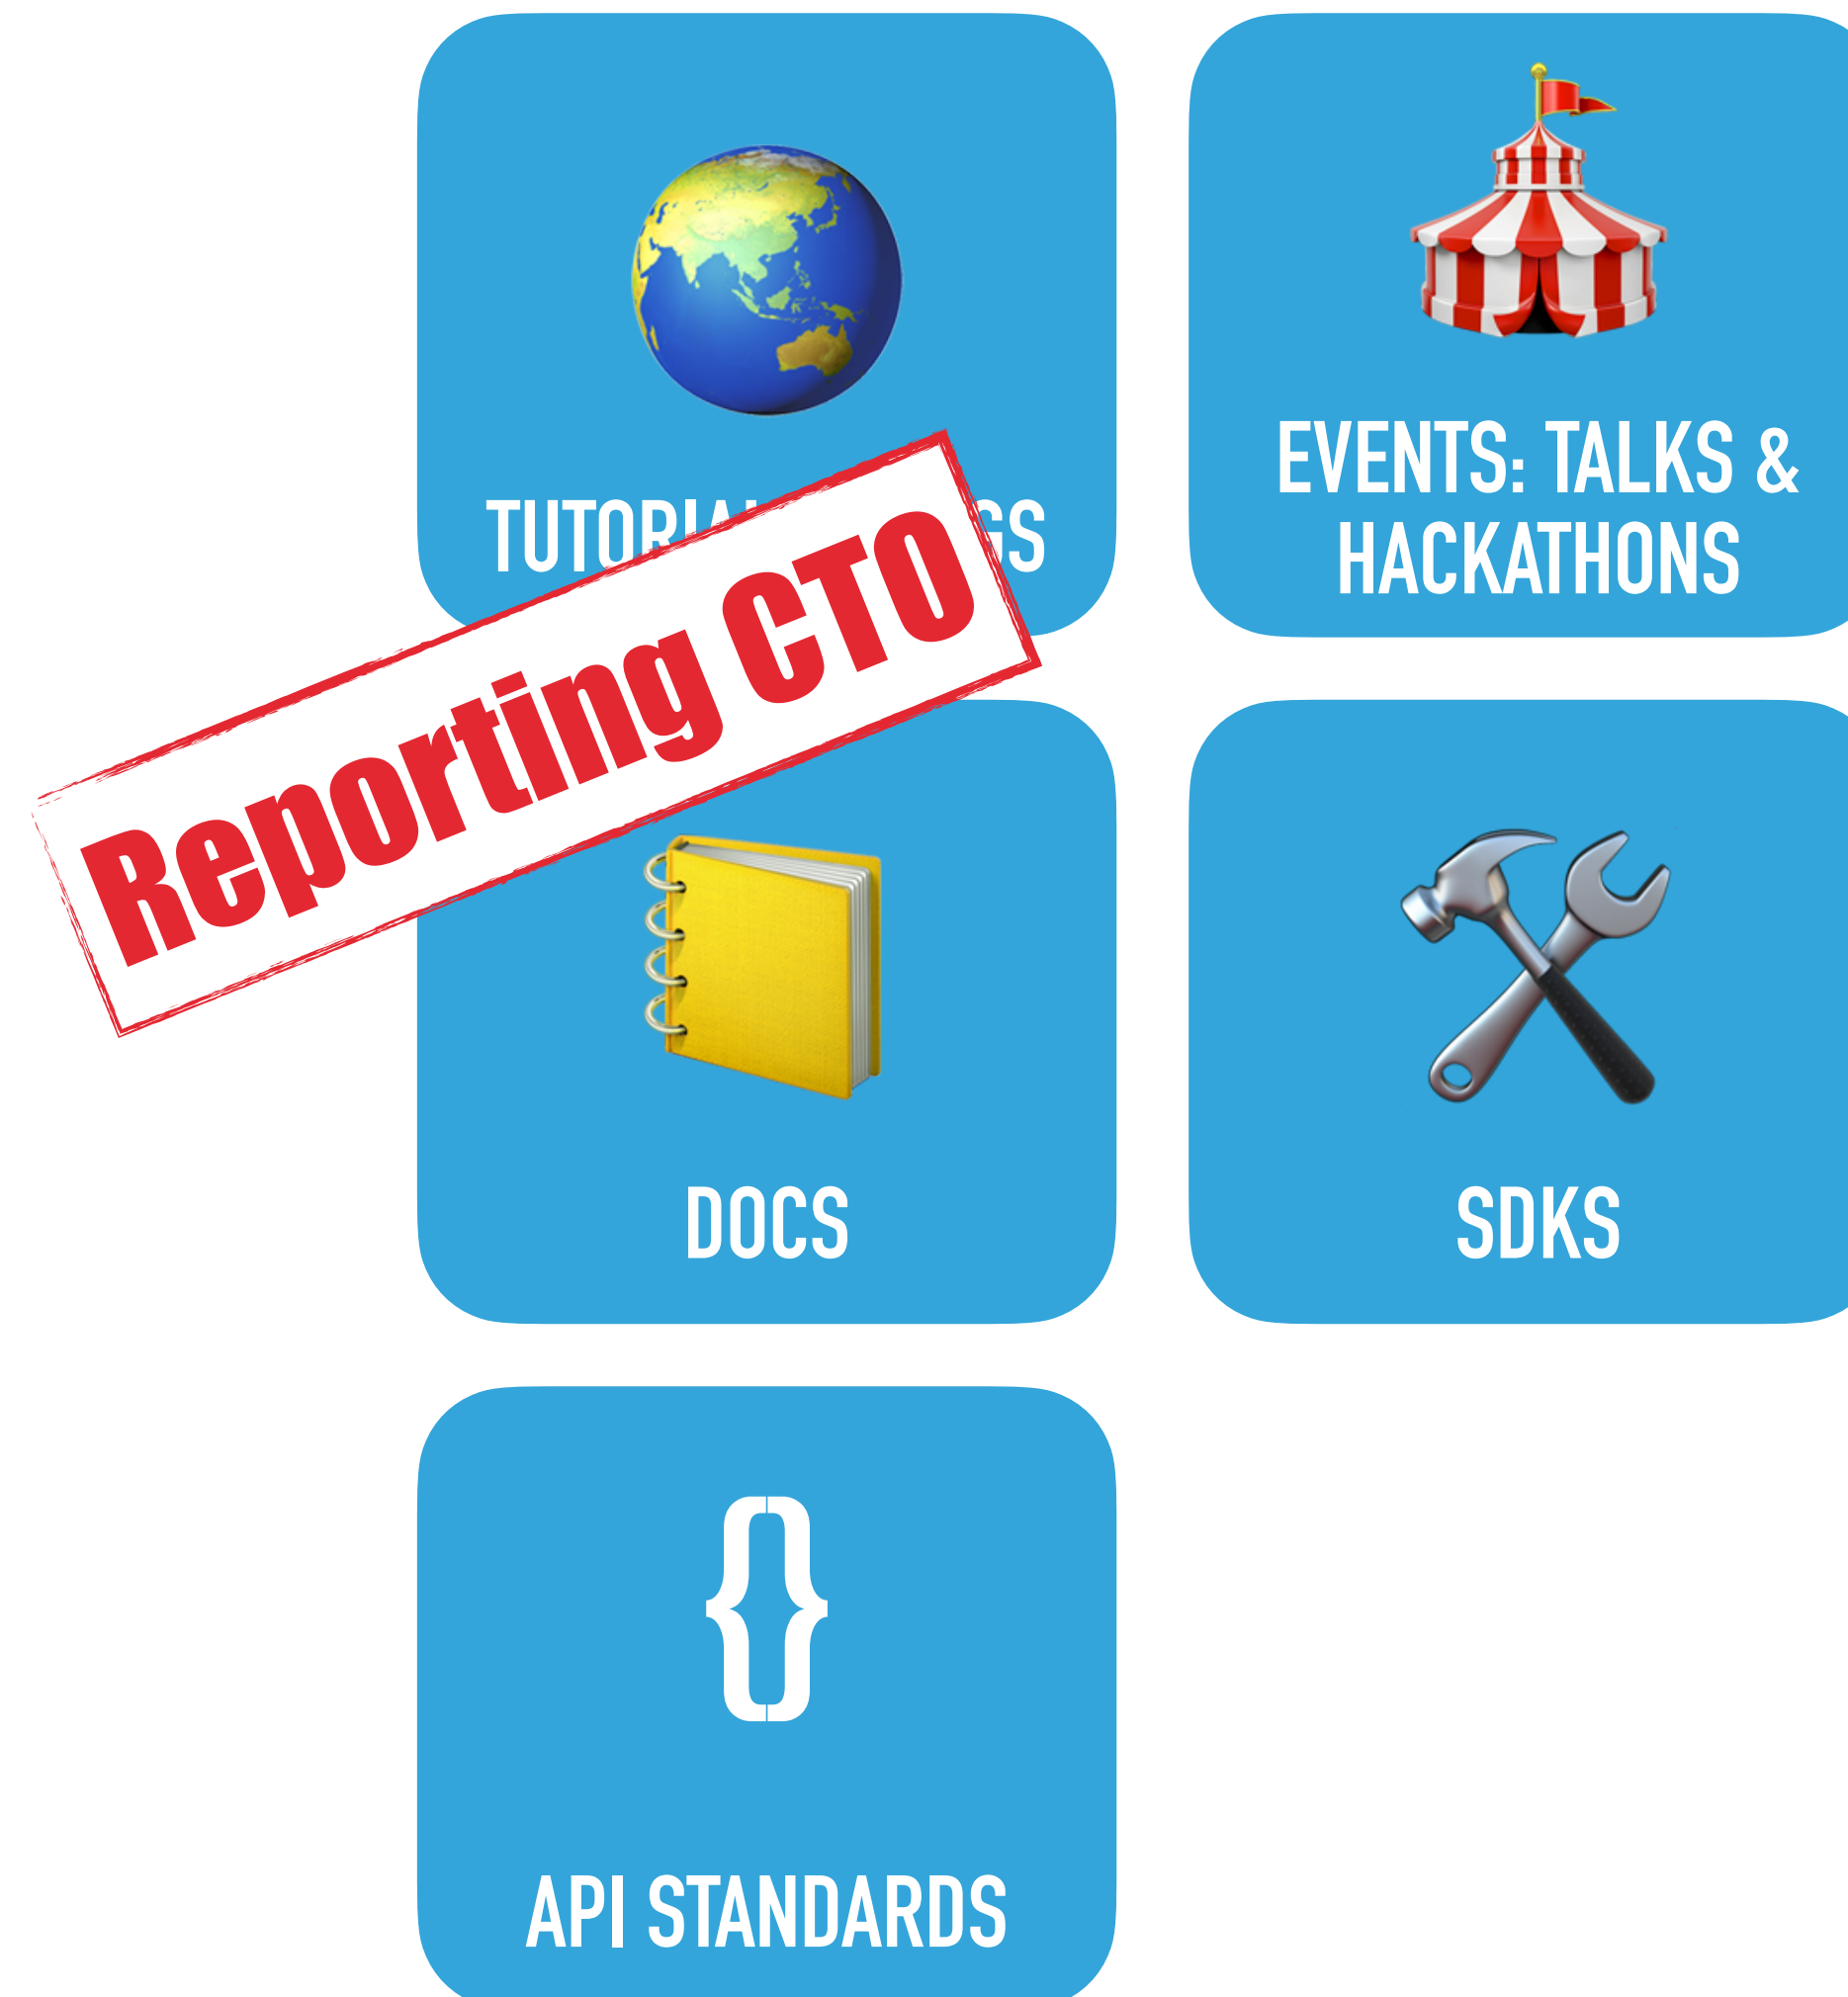 EVENTS: TALKS &
HACKATHONS
Reporting CTO
DOCS
SDKS
{}
API STANDARDS